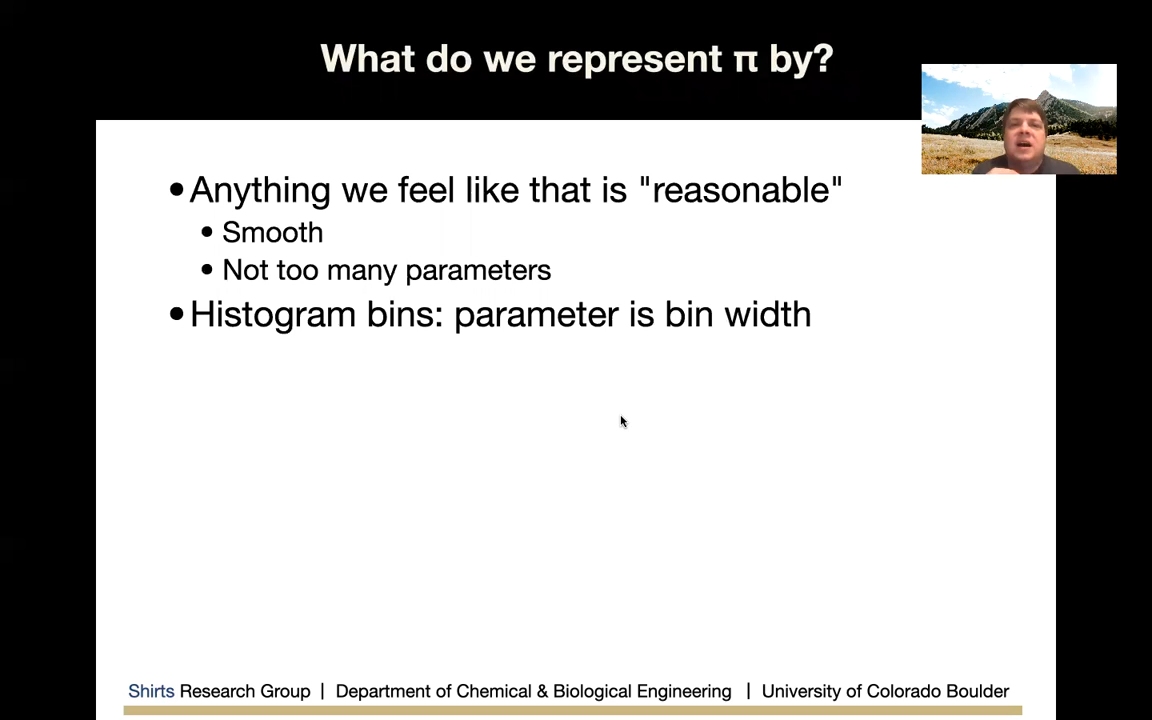 What do we represent π by?
•Anything we feel like that is "reasonable"
• Smooth
• Not too many parameters
•Histogram bins: parameter is bin width
Shirts Research Group | Department of Chemical & Biological Engineering | University of Colorado Boulder